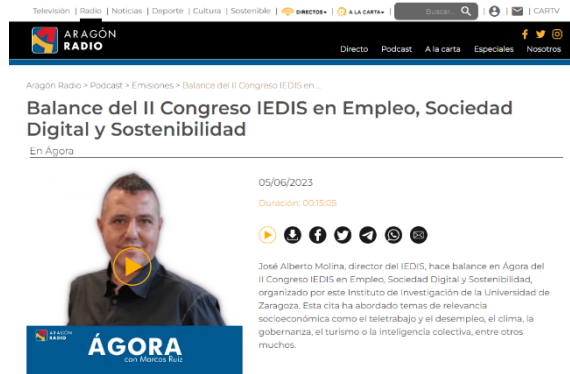 Televisión | Radio | Noticias | Deporte | Cultura | Sostenible | DIRECTOS | A LA CARTA | Buscar... | CARTV
ARAGÓN
RADIO
Directo Podcast A la carta Especiales Nosotros
Aragón Radio > Podcast > Emisiones > Balance del II Congreso IEDIS en...
Balance del II Congreso IEDIS en Empleo, Sociedad
Digital y Sostenibilidad
En Ágora
05/06/2023
Duración: 00:15:05
José Alberto Molina, director del IEDIS, hace balance en Ágora del
II Congreso IEDIS en Empleo, Sociedad Digital y Sostenibilidad,
organizado por este Instituto de Investigación de la Universidad de
Zaragoza. Esta cita ha abordado temas de relevancia
socioeconómica como el teletrabajo y el desempleo, el clima, la
gobernanza, el turismo o la inteligencia colectiva, entre otros
muchos.
ARAGÓN
RADIO
ÁGORA
con Marcos Ruiz